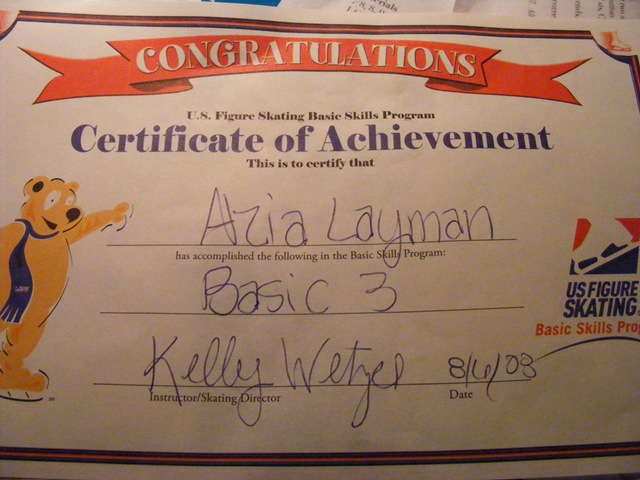 CONGRATULATIONS
U.S. Figure Skating Basic Skills Program
Certificate of Achievement
This is to certify that
Azia Layman
has accomplished the following in the Basic Skills Program:
Basic 3
US FIGURE
SKATING
Basic Skills Pro
Kelly Wetzel 8/6/08
Instructor/Skating Director Date